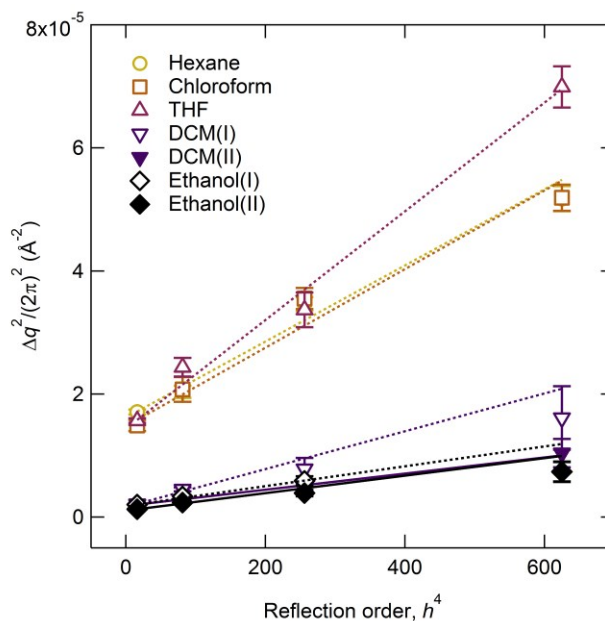 8x10⁻⁵
Hexane
Chloroform
THF
DCM(I)
DCM(II)
Ethanol(I)
Ethanol(II)
6
4
2
0
Δq²/(2π)² (Å⁻²)
0 200 400 600
Reflection order, h⁴